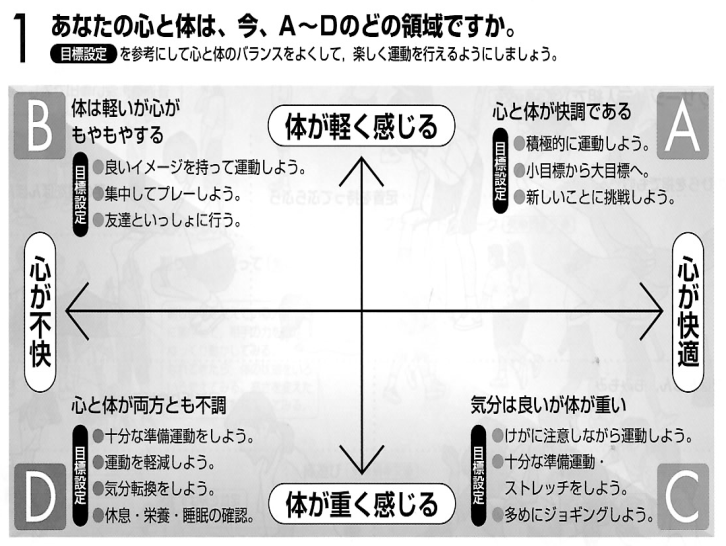 1 あなたの心と体は、今、A〜Dのどの領域ですか。
目標設定 を参考にして心と体のバランスをよくして，楽しく運動を行えるようにしましょう。
B
体は軽いが心が
もやもやする
目標設定
●良いイメージを持って運動しよう。
●集中してプレーしよう。
●友達といっしょに行う。
体が軽く感じる
心と体が快調である
A
目標設定
●積極的に運動しよう。
●小目標から大目標へ。
●新しいことに挑戦しよう。
心が不快
心が快適
心と体が両方とも不調
目標設定
●十分な準備運動をしよう。
●運動を軽減しよう。
●気分転換をしよう。
●休息・栄養・睡眠の確認。
D
体が重く感じる
気分は良いが体が重い
目標設定
●けがに注意しながら運動しよう。
●十分な準備運動・
ストレッチをしよう。
●多めにジョギングしよう。
C